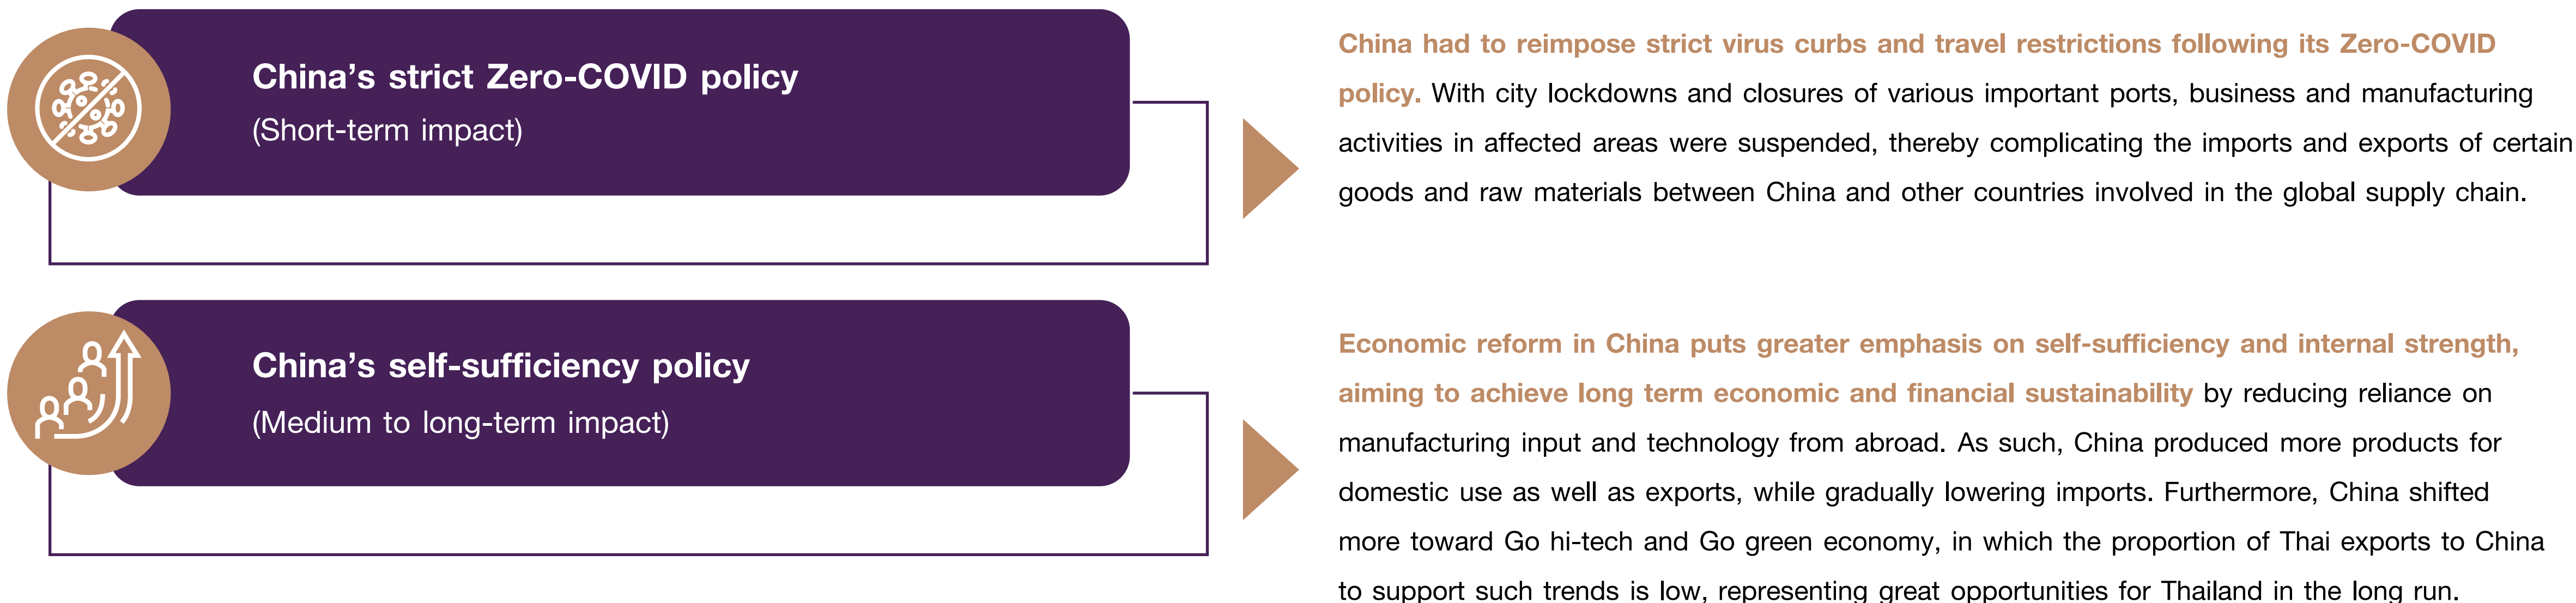 China's strict Zero-COVID policy
(Short-term impact)
China had to reimpose strict virus curbs and travel restrictions following its Zero-COVID
policy. With city lockdowns and closures of various important ports, business and manufacturing
activities in affected areas were suspended, thereby complicating the imports and exports of certain
goods and raw materials between China and other countries involved in the global supply chain.
China's self-sufficiency policy
(Medium to long-term impact)
Economic reform in China puts greater emphasis on self-sufficiency and internal strength,
aiming to achieve long term economic and financial sustainability by reducing reliance on
manufacturing input and technology from abroad. As such, China produced more products for
domestic use as well as exports, while gradually lowering imports. Furthermore, China shifted
more toward Go hi-tech and Go green economy, in which the proportion of Thai exports to China
to support such trends is low, representing great opportunities for Thailand in the long run.